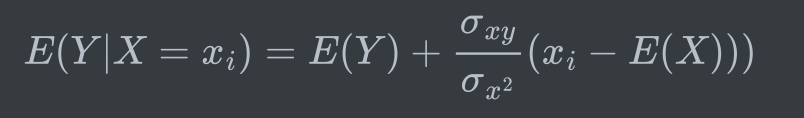 E(Y|X = x_i) = E(Y) + \frac{\sigma_{xy}}{\sigma_{x^2}}(x_i − E(X)))